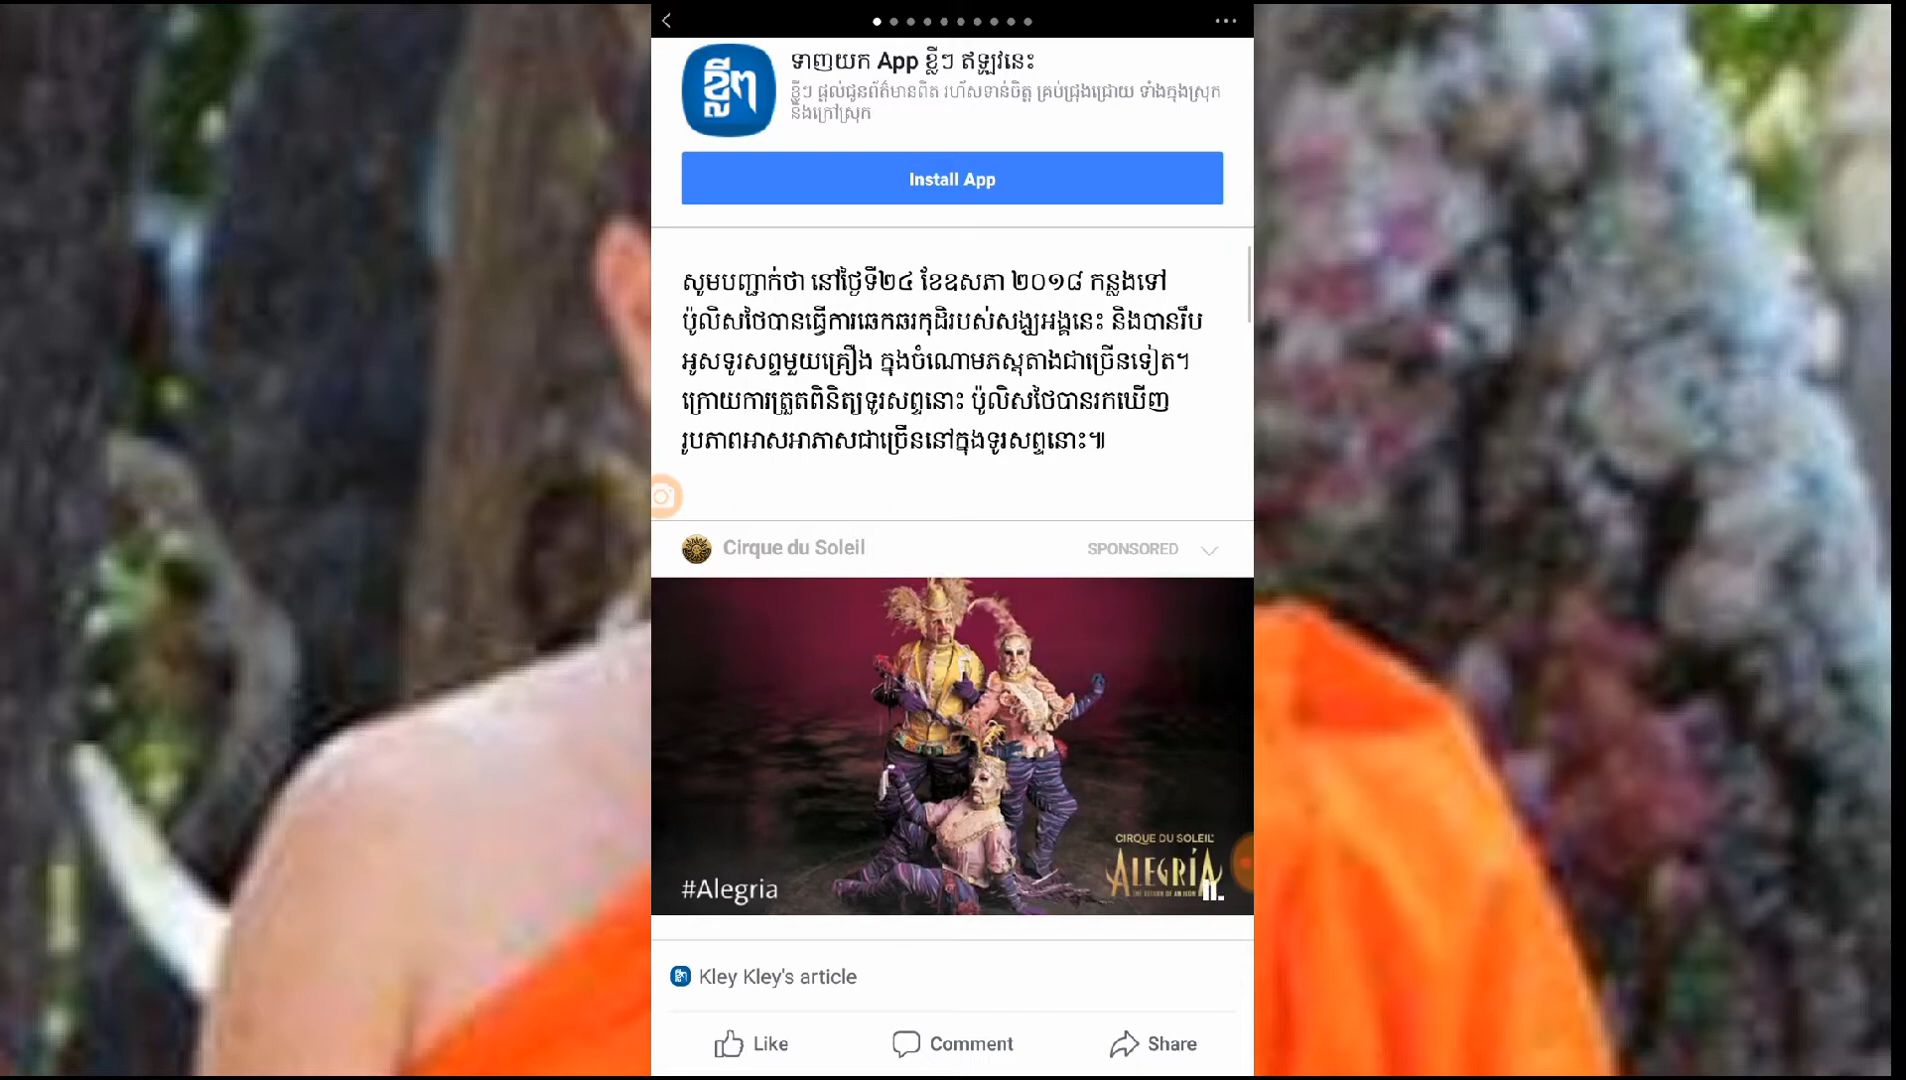 ខ្លីៗ
ទាញយក App ខ្លីៗ ឥឡូវនេះ
ខ្លីៗ ផ្តល់ជូនព័ត៌មានពិត រហ័សទាន់ចិត្ត គ្រប់ជ្រុងជ្រោយ ទាំងក្នុងស្រុក
និងក្រៅស្រុក
Install App
សូមបញ្ជាក់ថា នៅថ្ងៃទី២៤ ខែឧសភា ២០១៨ កន្លងទៅ
ប៉ូលិសថៃបានធ្វើការឆេកឆរកុដិរបស់សង្ឃអង្គនេះ និងបានរឹប
អូសទូរសព្ទមួយគ្រឿង ក្នុងចំណោមភស្តុតាងជាច្រើនទៀត។
ក្រោយការត្រួតពិនិត្យទូរសព្ទនោះ ប៉ូលិសថៃបានរកឃើញ
រូបភាពអាសអាភាសជាច្រើននៅក្នុងទូរសព្ទនោះ៕
Cirque du Soleil SPONSORED
CIRQUE DU SOLEIL
ALEGRÍA
THE RETURN OF AN ICON
#Alegria
Kley Kley's article
Like Comment Share